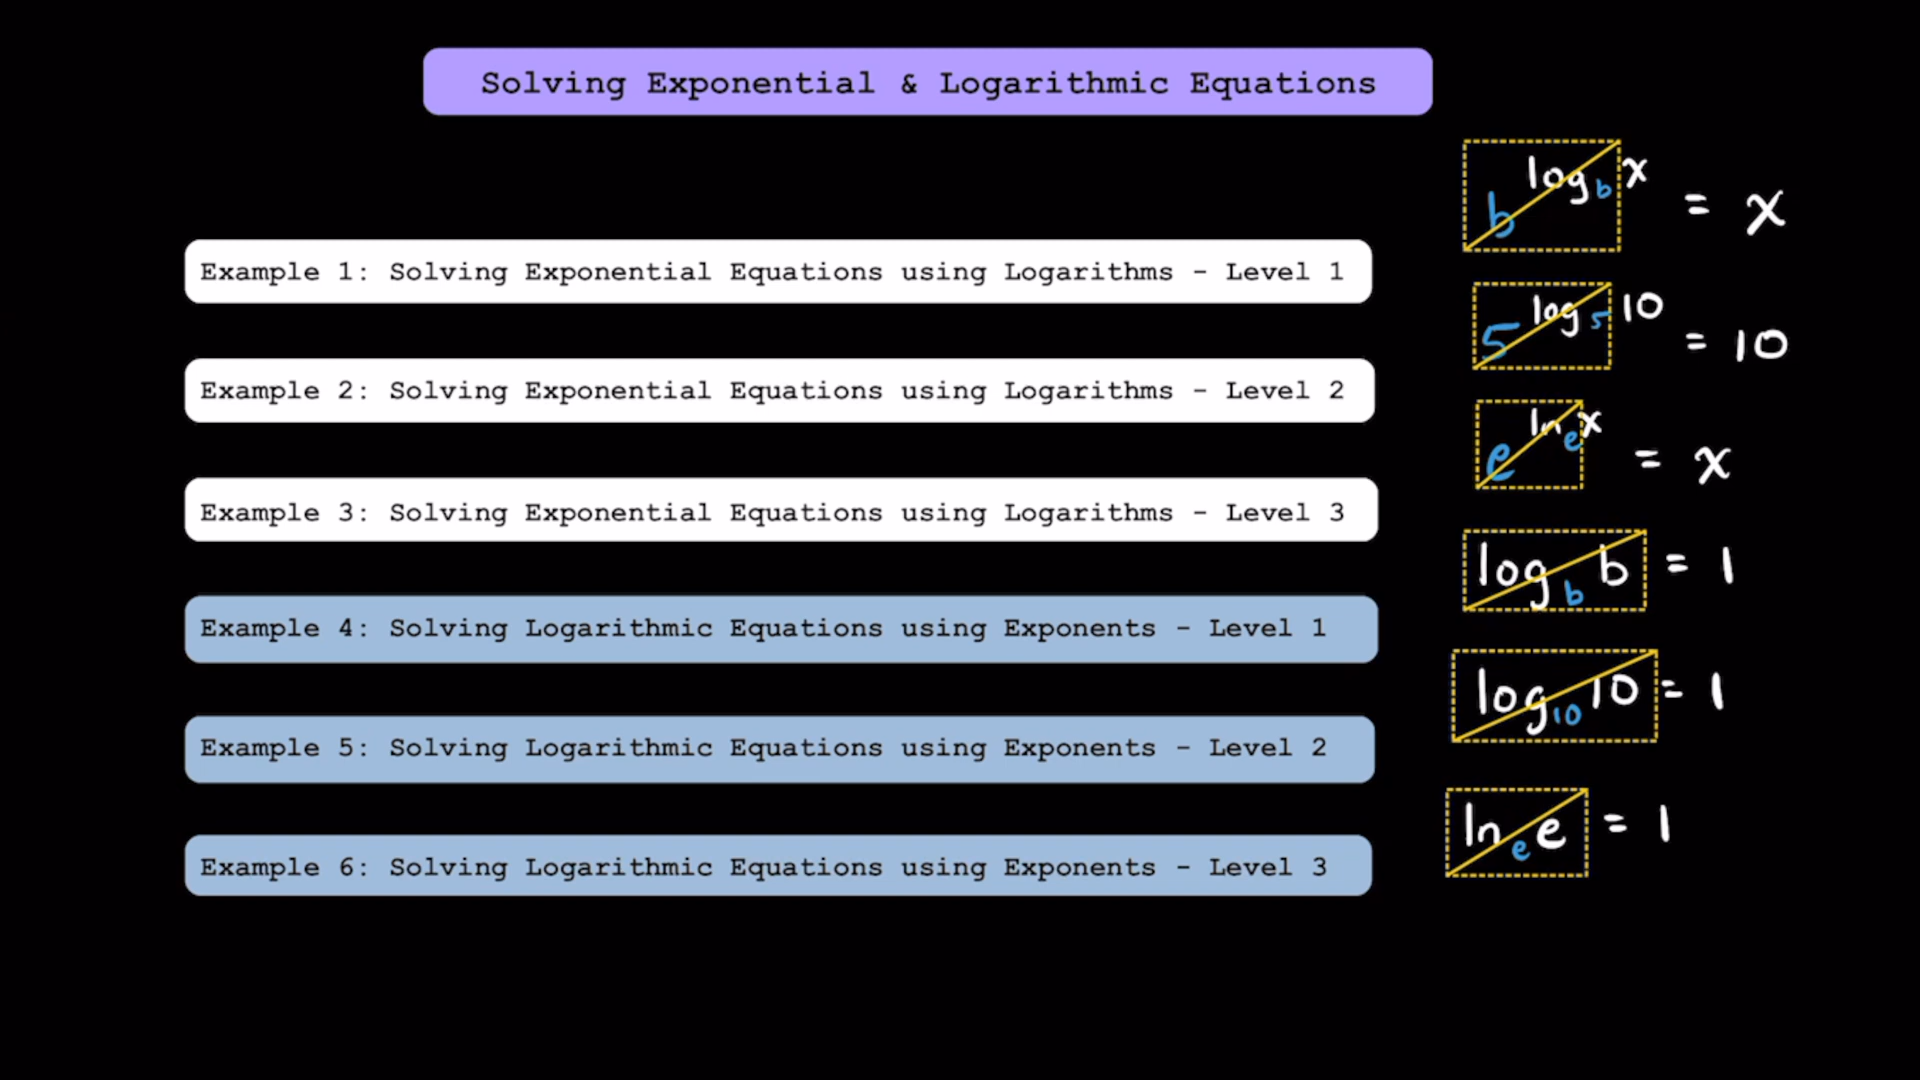 Solving Exponential & Logarithmic Equations
Example 1: Solving Exponential Equations using Logarithms - Level 1
Example 2: Solving Exponential Equations using Logarithms - Level 2
Example 3: Solving Exponential Equations using Logarithms - Level 3
Example 4: Solving Logarithmic Equations using Exponents - Level 1
Example 5: Solving Logarithmic Equations using Exponents - Level 2
Example 6: Solving Logarithmic Equations using Exponents - Level 3
b^(log_b x) = x
5^(log_5 10) = 10
e^(ln_e x) = x
log_b b = 1
log_10 10 = 1
ln_e e = 1